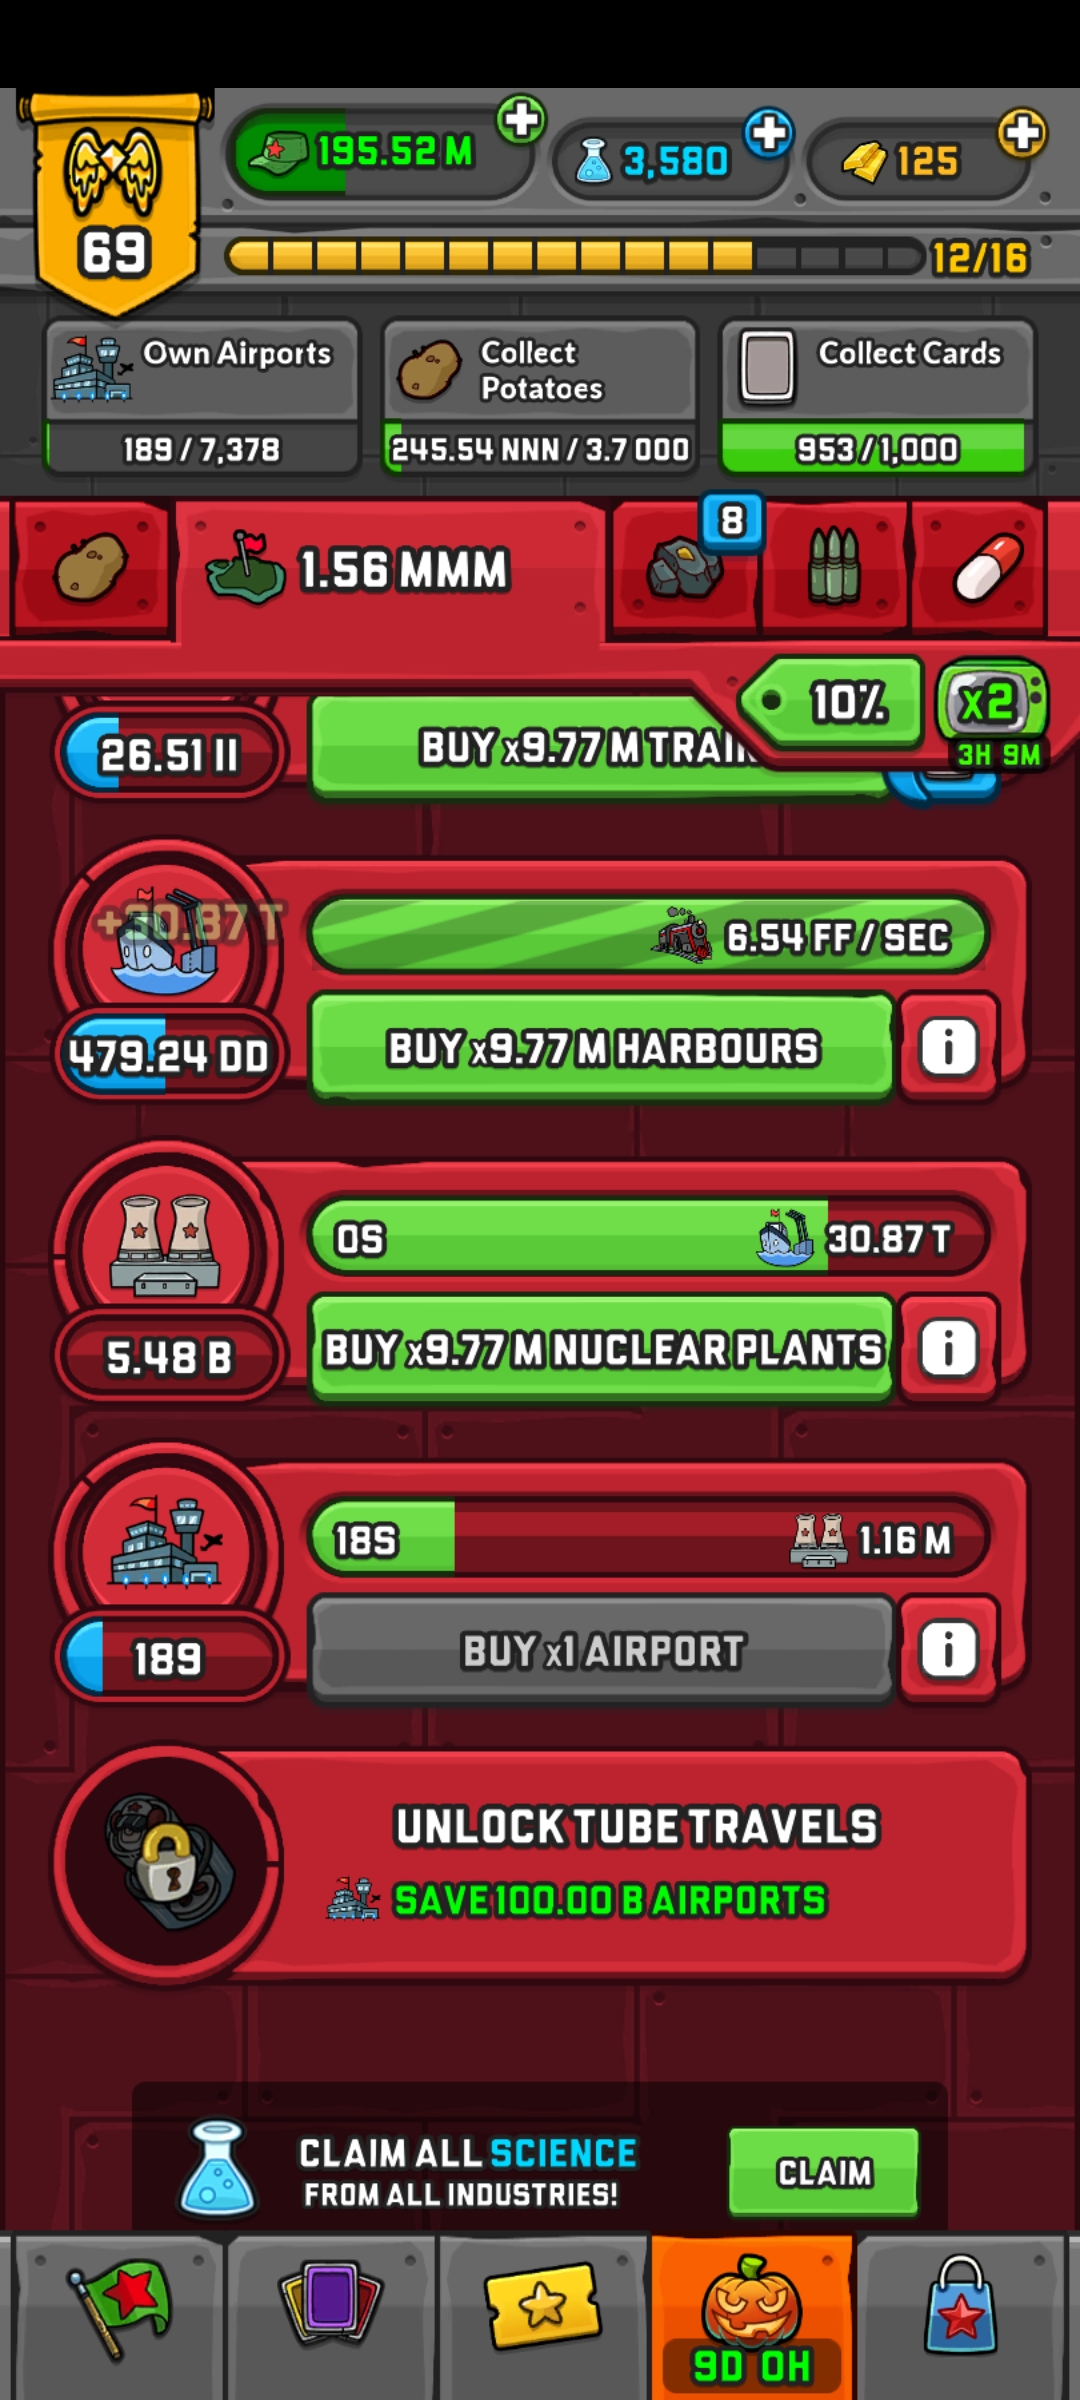 195.52 M
3,580
125
69
12/16
Own Airports
189 / 7,378
Collect
Potatoes
245.54 NNN / 3.7 OOO
Collect Cards
953 / 1,000
1.56 MMM
8
10%
x2
3H 9M
26.51 II
BUY x9.77 M TRAI
+30.87 T
6.54 FF / SEC
479.24 DD
BUY x9.77 M HARBOURS
i
0S
30.87 T
5.48 B
BUY x9.77 M NUCLEAR PLANTS
i
18S
1.16 M
189
BUY x1 AIRPORT
i
UNLOCK TUBE TRAVELS
SAVE 100.00 B AIRPORTS
CLAIM ALL SCIENCE
FROM ALL INDUSTRIES!
CLAIM
9D 0H